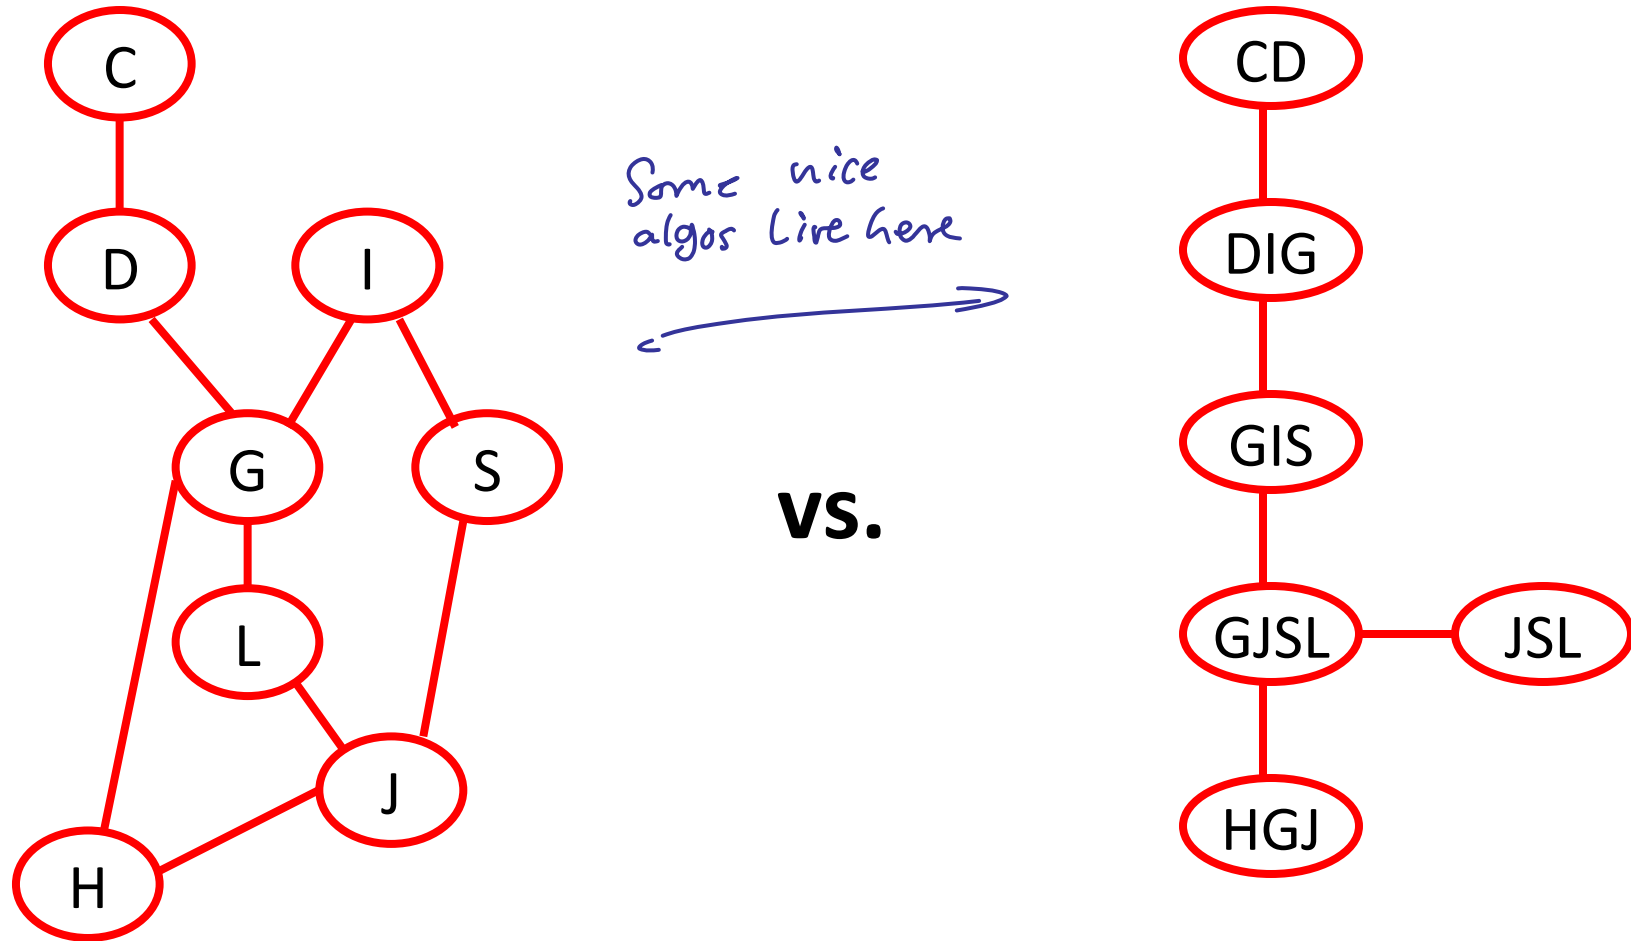 C
D
I
G
S
L
J
H
Some nice
algos live here
vs.
CD
DIG
GIS
GJSL
JSL
HGJ